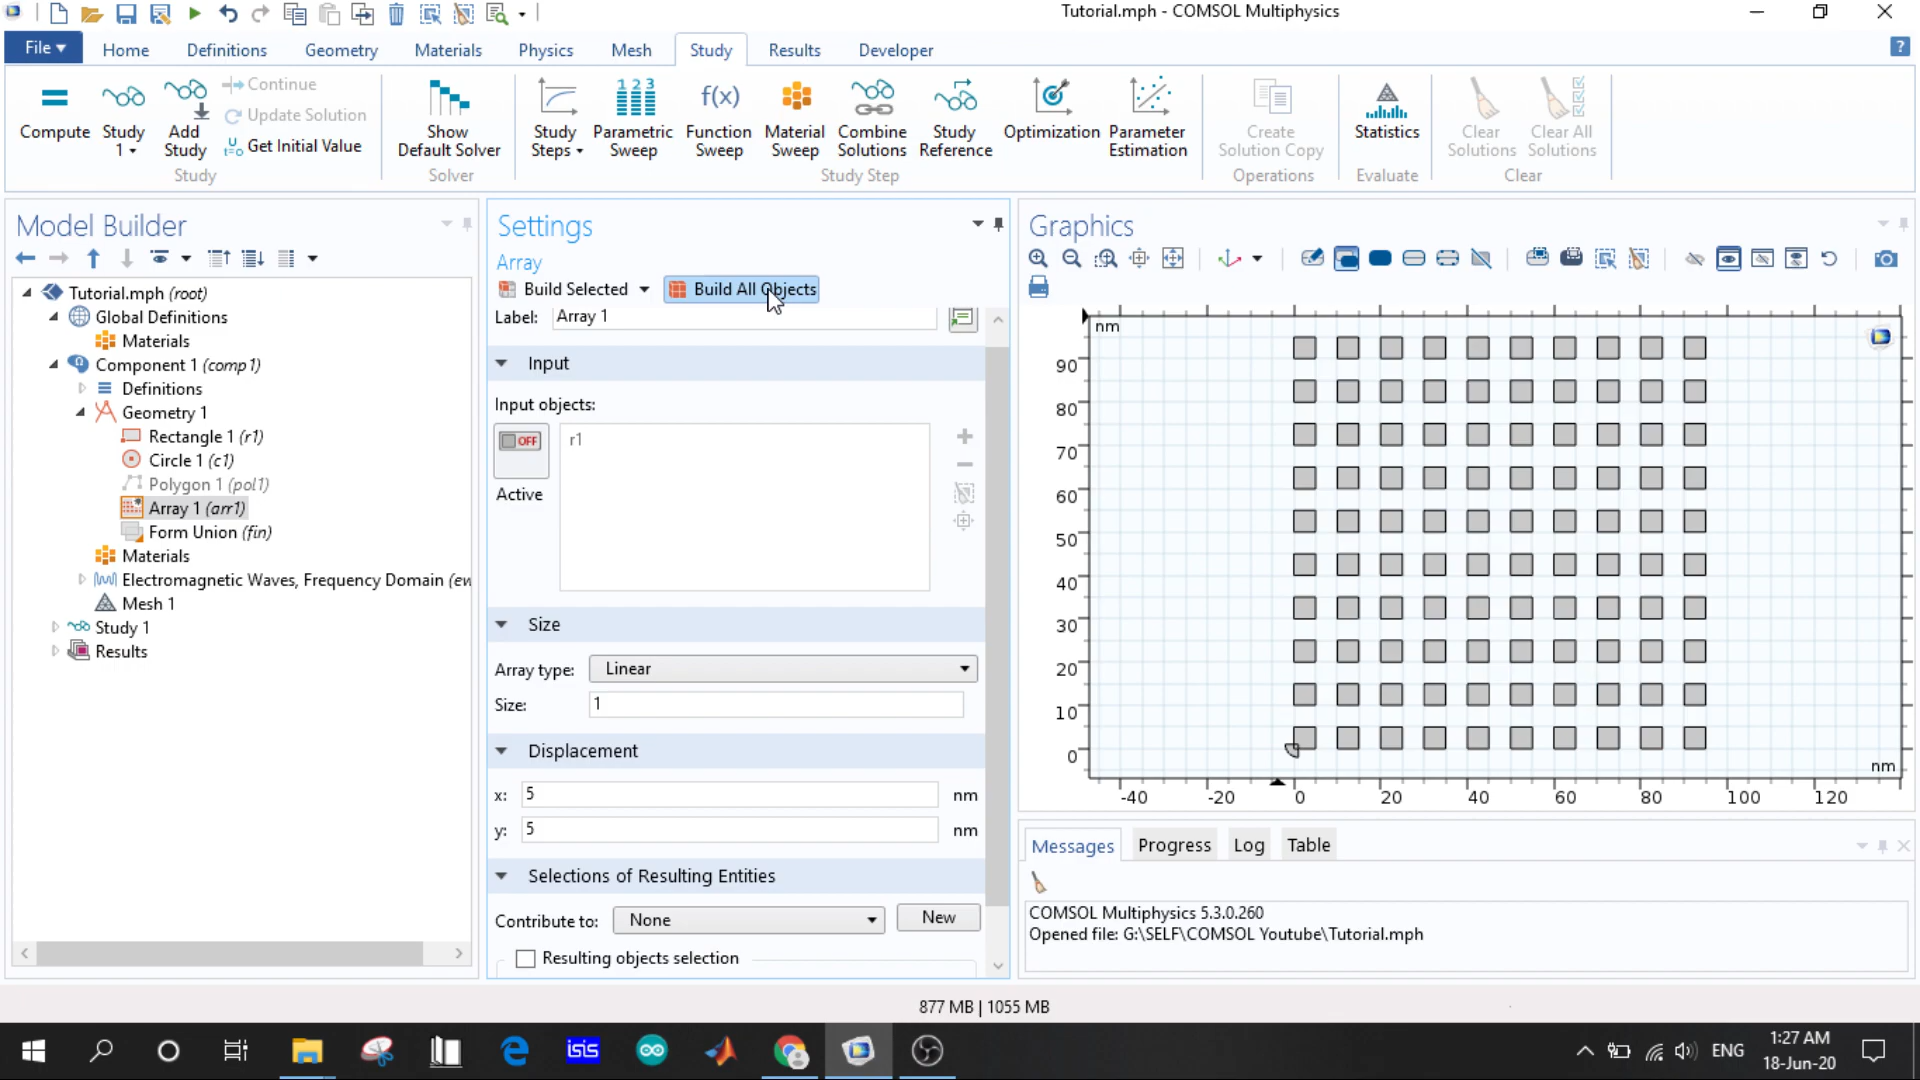 Tutorial.mph - COMSOL Multiphysics
File
Home
Definitions
Geometry
Materials
Physics
Mesh
Study
Results
Developer
Compute
Study
1
Add
Study
Continue
Update Solution
Get Initial Value
Study
Show
Default Solver
Solver
Study
Steps
Parametric
Sweep
Function
Sweep
Material
Sweep
Combine
Solutions
Study
Reference
Optimization
Parameter
Estimation
Study Step
Create
Solution Copy
Operations
Statistics
Evaluate
Clear
Solutions
Clear All
Solutions
Clear
Model Builder
Tutorial.mph (root)
Global Definitions
Materials
Component 1 (comp1)
Definitions
Geometry 1
Rectangle 1 (r1)
Circle 1 (c1)
Polygon 1 (pol1)
Array 1 (arr1)
Form Union (fin)
Materials
Electromagnetic Waves, Frequency Domain (ew
Mesh 1
Study 1
Results
Settings
Array
Build Selected
Build All Objects
Label: Array 1
Input
Input objects:
OFF
Active
r1
Size
Array type: Linear
Size: 1
Displacement
x: 5 nm
y: 5 nm
Selections of Resulting Entities
Contribute to: None New
Resulting objects selection
Graphics
nm
90
80
70
60
50
40
30
20
10
0
nm
-40 -20 0 20 40 60 80 100 120
Messages Progress Log Table
COMSOL Multiphysics 5.3.0.260
Opened file: G:\SELF\COMSOL Youtube\Tutorial.mph
877 MB | 1055 MB
isis
ENG
1:27 AM
18-Jun-20